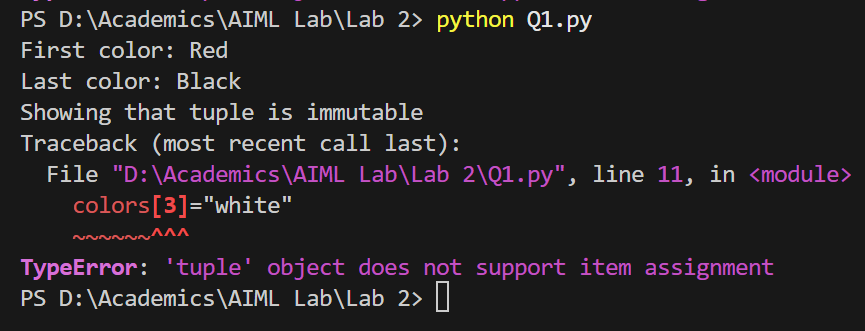 PS D:\Academics\AIML Lab\Lab 2> python Q1.py
First color: Red
Last color: Black
Showing that tuple is immutable
Traceback (most recent call last):
  File "D:\Academics\AIML Lab\Lab 2\Q1.py", line 11, in <module>
    colors[3]="white"
    ~~~~~~^^^
TypeError: 'tuple' object does not support item assignment
PS D:\Academics\AIML Lab\Lab 2>